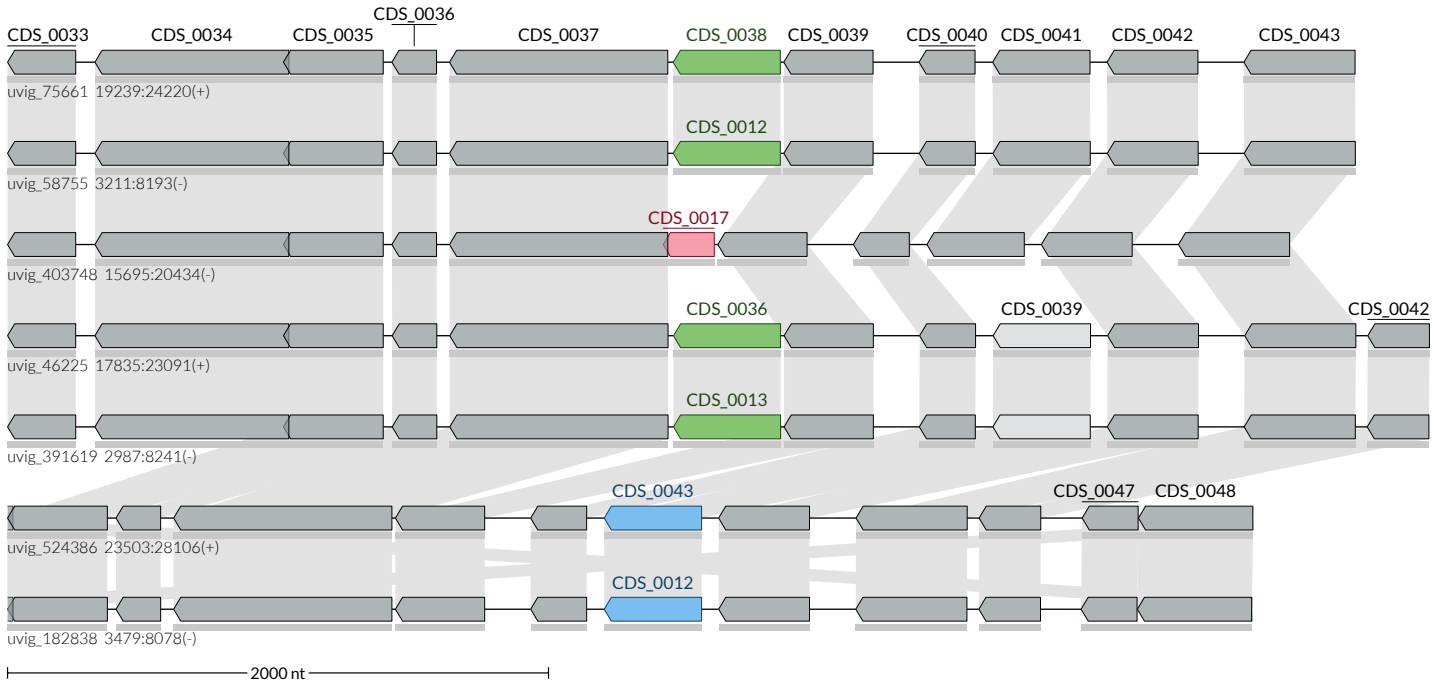 CDS_0036
CDS_0033 CDS_0034 CDS_0035 CDS_0037 CDS_0038 CDS_0039 CDS_0040 CDS_0041 CDS_0042 CDS_0043
uvig_75661 19239:24220(+)
CDS_0012
uvig_58755 3211:8193(-)
CDS_0017
uvig_403748 15695:20434(-)
CDS_0036 CDS_0039 CDS_0042
uvig_46225 17835:23091(+)
CDS_0013
uvig_391619 2987:8241(-)
CDS_0043 CDS_0047 CDS_0048
uvig_524386 23503:28106(+)
CDS_0012
uvig_182838 3479:8078(-)
2000 nt